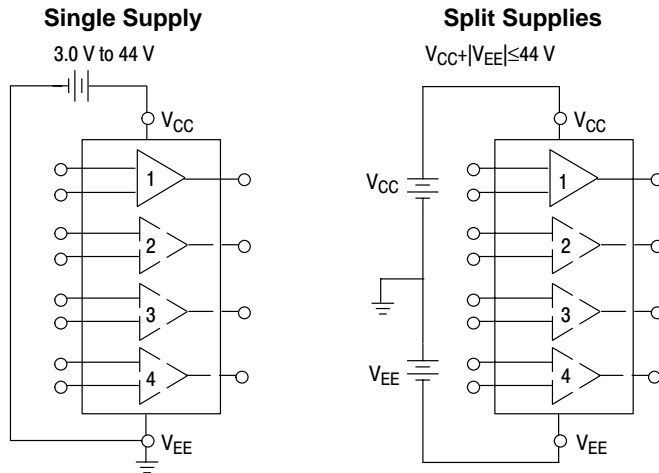 Single Supply
3.0 V to 44 V
VCC
1
2
3
4
VEE
Split Supplies
VCC+|VEE|≤44 V
VCC
VCC
1
2
3
VEE
4
VEE